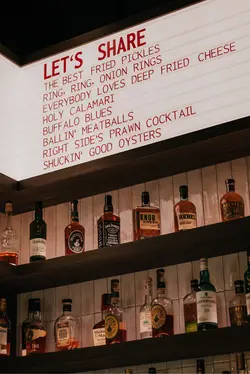 LET'S SHARE
THE BEST FRIED PICKLES
RING, RING, ONION RINGS
EVERYBODY LOVES DEEP FRIED CHEESE
HOLY CALAMARI
BUFFALO BLUES
BALLIN' MEATBALLS
RIGHT SIDE'S PRAWN COCKTAIL
SHUCKIN' GOOD OYSTERS